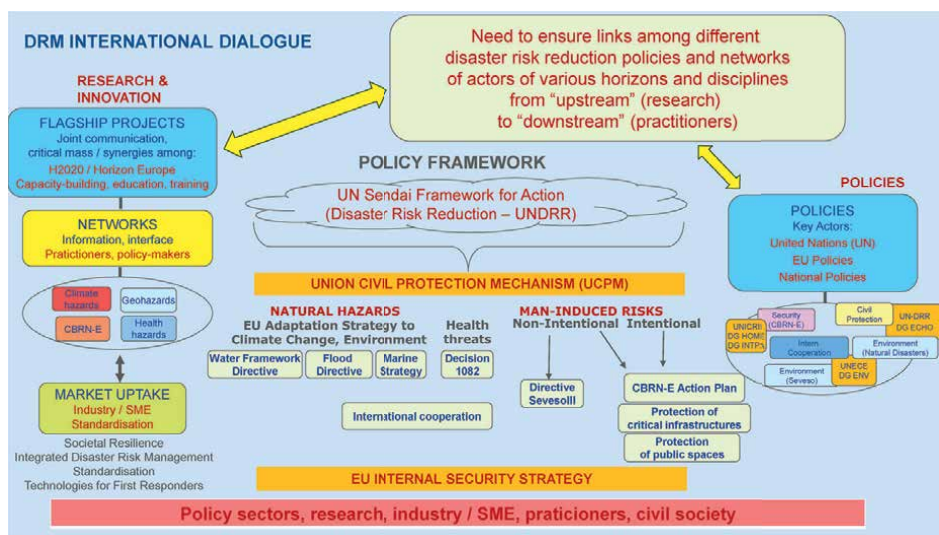 DRM INTERNATIONAL DIALOGUE
Need to ensure links among different
disaster risk reduction policies and networks
of actors of various horizons and disciplines
from “upstream” (research)
to “downstream” (practitioners)
RESEARCH &
INNOVATION
FLAGSHIP PROJECTS
Joint communication,
critical mass / synergies among:
H2020 / Horizon Europe
Capacity-building, education, training
NETWORKS
Information, interface
Pratictioners, policy-makers
Climate
hazards
Geohazards
CBRN-E
Health
hazards
MARKET UPTAKE
Industry / SME
Standardisation
Societal Resilience
Integrated Disaster Risk Management
Standardisation
Technologies for First Responders
POLICY FRAMEWORK
UN Sendai Framework for Action
(Disaster Risk Reduction – UNDRR)
UNION CIVIL PROTECTION MECHANISM (UCPM)
NATURAL HAZARDS
EU Adaptation Strategy to
Climate Change, Environment
Water Framework
Directive
Flood
Directive
Marine
Strategy
Health
threats
Decision
1082
International cooperation
MAN-INDUCED RISKS
Non-Intentional
Intentional
Directive
SevesoIII
CBRN-E Action Plan
Protection of
critical infrastructures
Protection
of public spaces
EU INTERNAL SECURITY STRATEGY
POLICIES
POLICIES
Key Actors:
United Nations (UN)
EU Policies
National Policies
Security
(CBRN-E)
Civil
Protection
UN-DRR
DG ECHO
UNICRII
DG HOME
DG INTPA
Intern.
Cooperation
Environment
(Natural Disasters)
Environment
(Seveso)
UNECE
DG ENV
Policy sectors, research, industry / SME, praticioners, civil society